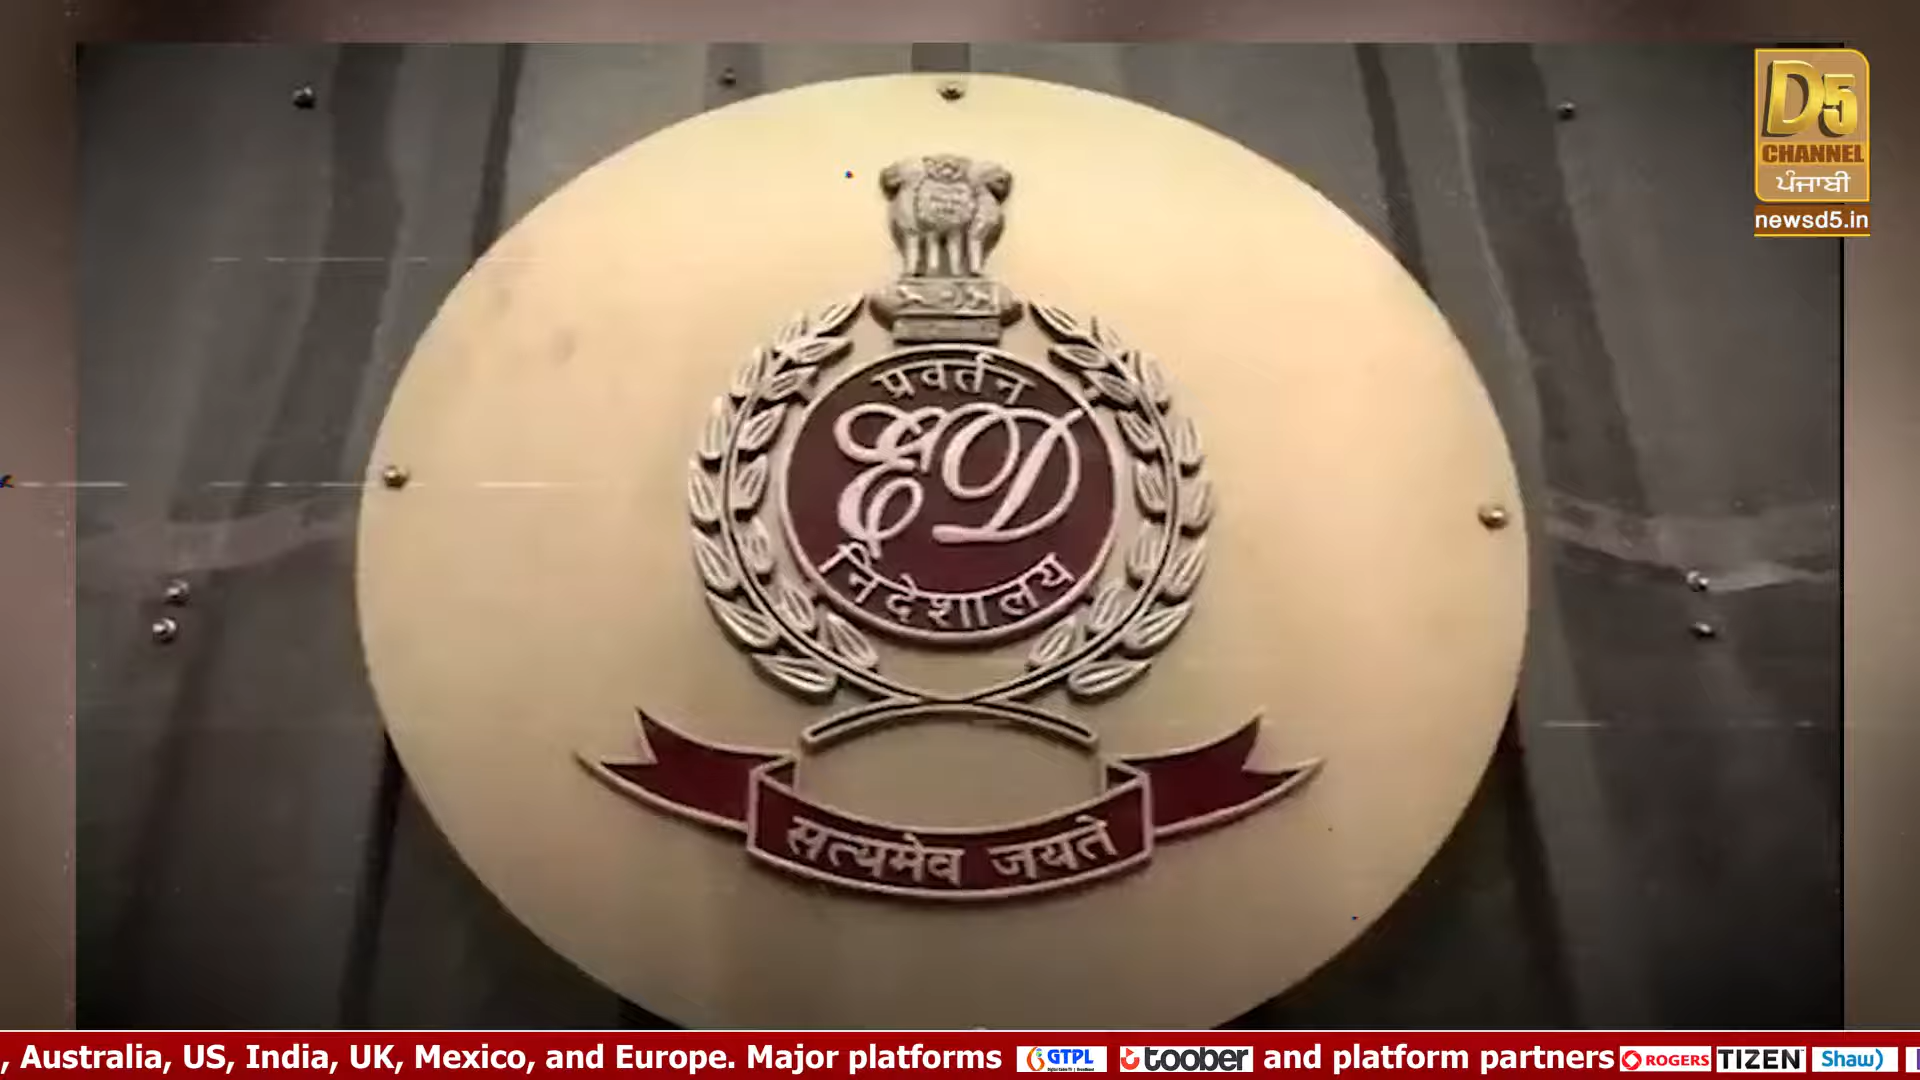 D5
CHANNEL
ਪੰਜਾਬੀ
newsd5.in
प्रवर्तन
ED
निदेशालय
सत्यमेव जयते
, Australia, US, India, UK, Mexico, and Europe. Major platforms GTPL toober and platform partners ROGERS TIZEN Shaw)